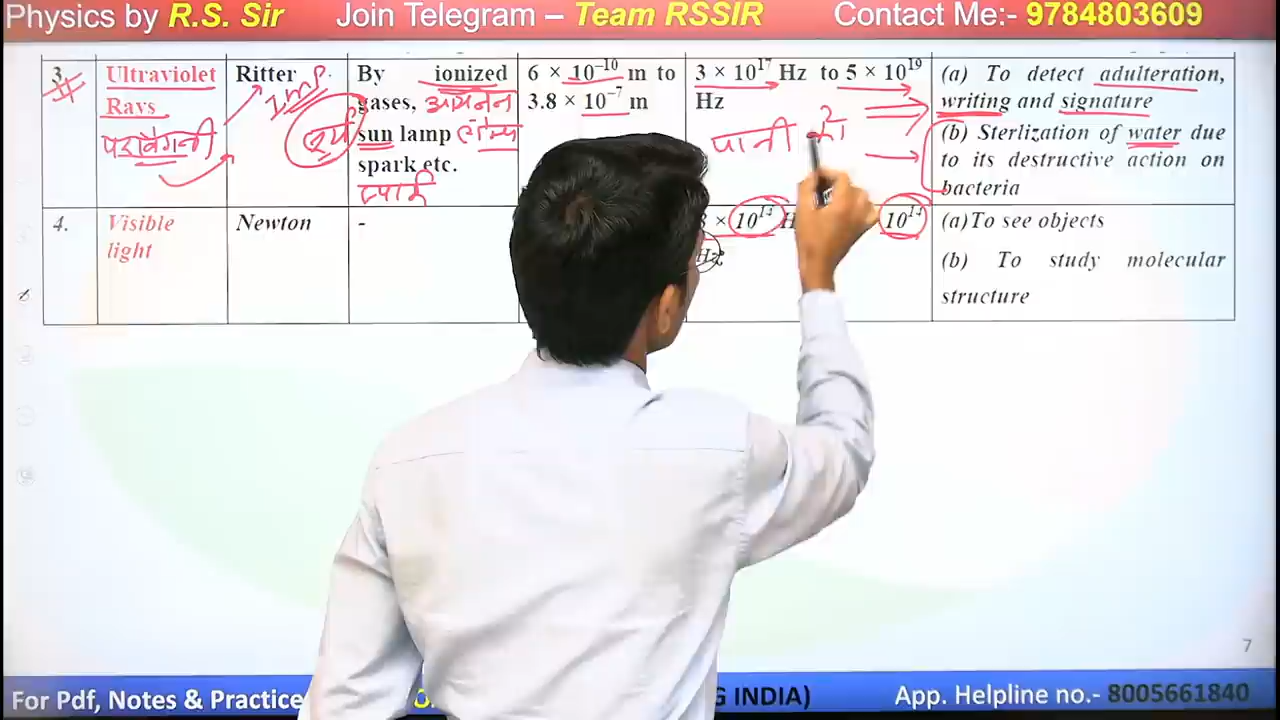 Physics by R.S. Sir Join Telegram – Team RSSIR Contact Me:- 9784803609
3.
Ultraviolet
Rays
पराबैंगनी
Ritter
Imp.
सूर्य
By ionized
gases, आयनन
sun lamp लैम्प
spark etc.
स्पार्क
6 × 10⁻¹⁰ m to
3.8 × 10⁻⁷ m
3 × 10¹⁷ Hz to 5 × 10¹⁹
Hz
पानी
(a) To detect adulteration,
writing and signature
(b) Sterlization of water due
to its destructive action on
bacteria
4.
Visible
light
Newton
-
× 10¹⁴ H 10¹⁴
Hz
(a)To see objects
(b) To study molecular
structure
7
For Pdf, Notes & Practice G INDIA) App. Helpline no.- 8005661840